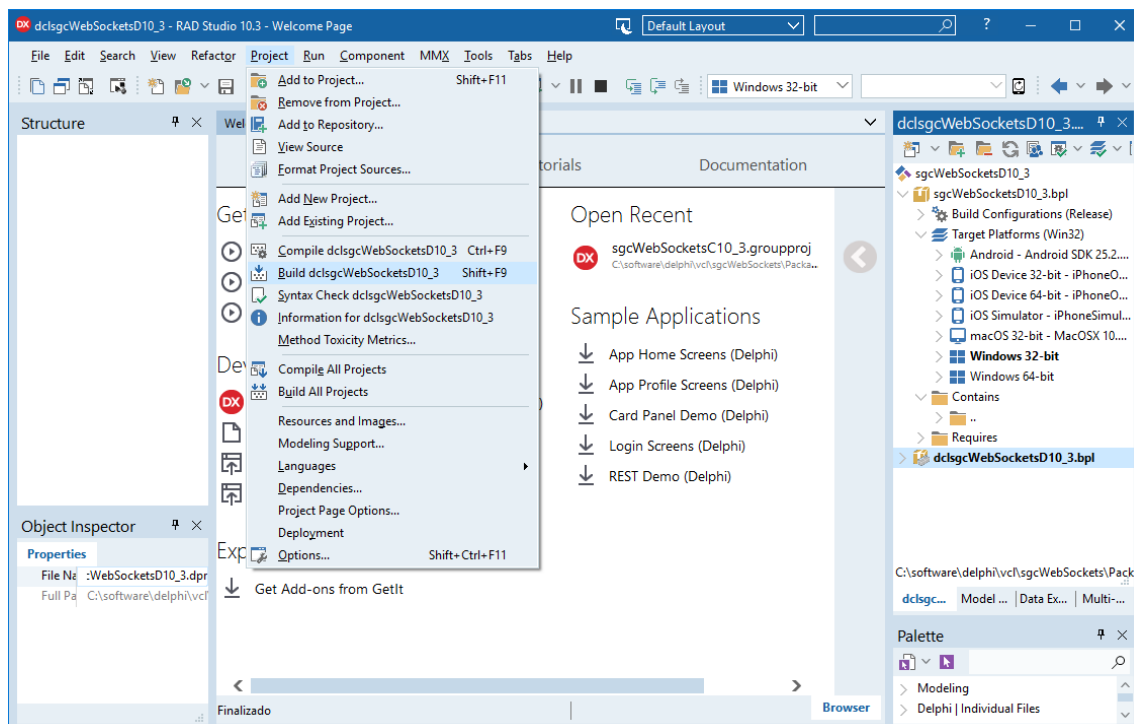 dclsgcWebSocketsD10_3 - RAD Studio 10.3 - Welcome Page
Default Layout
File Edit Search View Refactor Project Run Component MMX Tools Tabs Help
Windows 32-bit
Structure
Wel
Add to Project... Shift+F11
Remove from Project...
Add to Repository...
View Source
Format Project Sources...
Add New Project...
Add Existing Project...
Compile dclsgcWebSocketsD10_3 Ctrl+F9
Build dclsgcWebSocketsD10_3 Shift+F9
Syntax Check dclsgcWebSocketsD10_3
Information for dclsgcWebSocketsD10_3
Method Toxicity Metrics...
Compile All Projects
Build All Projects
Resources and Images...
Modeling Support...
Languages
Dependencies...
Project Page Options...
Deployment
Options... Shift+Ctrl+F11
torials
Documentation
Get
Dev
Exp
Get Add-ons from GetIt
Open Recent
sgcWebSocketsC10_3.groupproj
C:\software\delphi\vcl\sgcWebSockets\Packa...
Sample Applications
App Home Screens (Delphi)
App Profile Screens (Delphi)
Card Panel Demo (Delphi)
Login Screens (Delphi)
REST Demo (Delphi)
Object Inspector
Properties
File Na :WebSocketsD10_3.dpr
Full Pa C:\software\delphi\vcl
Finalizado
Browser
dclsgcWebSocketsD10_3....
sgcWebSocketsD10_3
sgcWebSocketsD10_3.bpl
Build Configurations (Release)
Target Platforms (Win32)
Android - Android SDK 25.2....
iOS Device 32-bit - iPhoneO...
iOS Device 64-bit - iPhoneO...
iOS Simulator - iPhoneSimul...
macOS 32-bit - MacOSX 10....
Windows 32-bit
Windows 64-bit
Contains
..
Requires
dclsgcWebSocketsD10_3.bpl
C:\software\delphi\vcl\sgcWebSockets\Pack
dclsgc... Model ... Data Ex... Multi-...
Palette
Modeling
Delphi | Individual Files